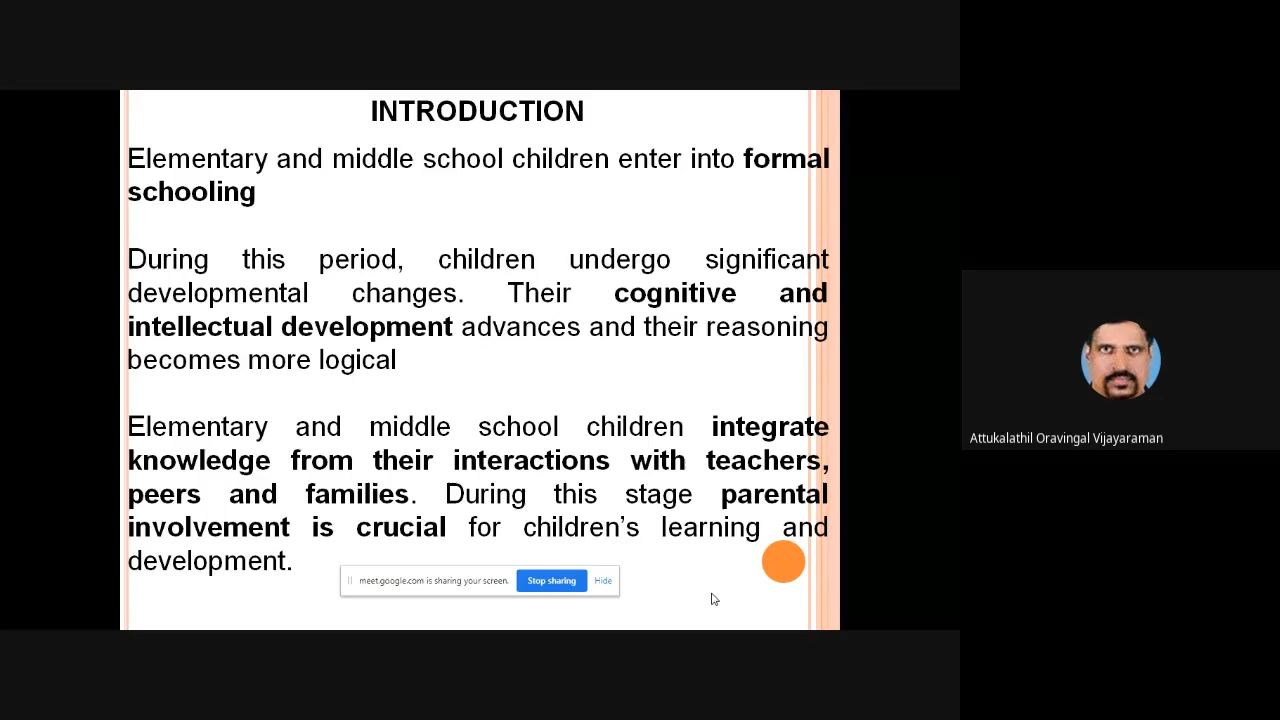 INTRODUCTION
Elementary and middle school children enter into formal
schooling
During this period, children undergo significant
developmental changes. Their cognitive and
intellectual development advances and their reasoning
becomes more logical
Elementary and middle school children integrate
knowledge from their interactions with teachers,
peers and families. During this stage parental
involvement is crucial for children's learning and
development.
meet.google.com is sharing your screen.
Stop sharing
Hide
Attukalathil Oravingal Vijayaraman